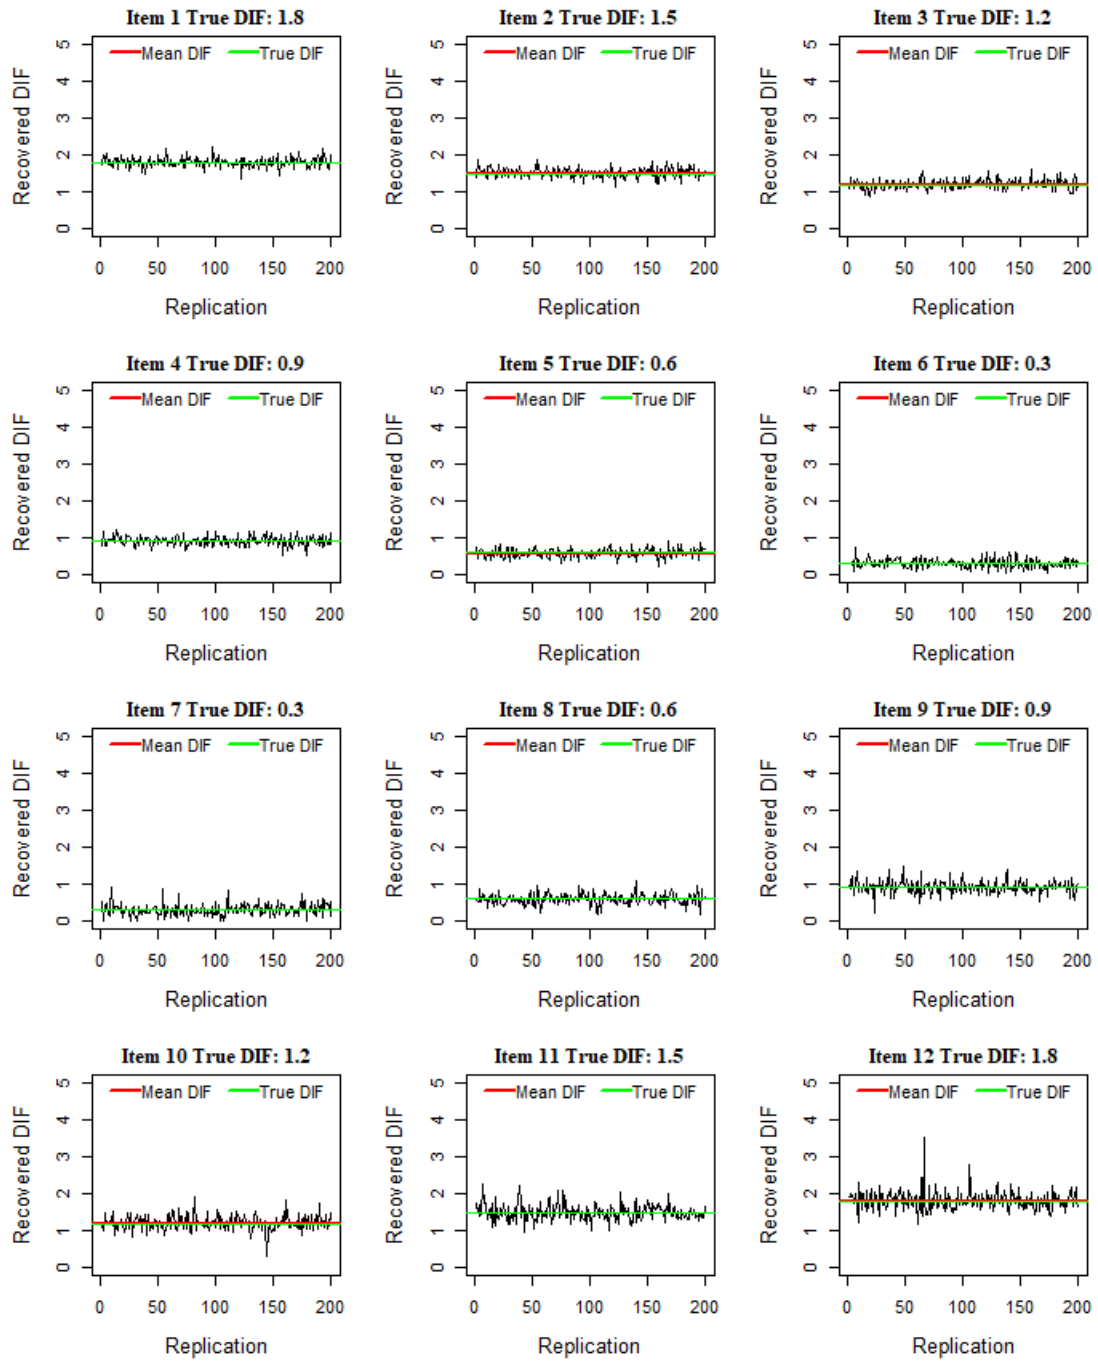 Item 1 True DIF: 1.8
Mean DIF True DIF
Recovered DIF
5
4
3
2
1
0
0 50 100 150 200
Replication
Item 2 True DIF: 1.5
Mean DIF True DIF
Recovered DIF
5
4
3
2
1
0
0 50 100 150 200
Replication
Item 3 True DIF: 1.2
Mean DIF True DIF
Recovered DIF
5
4
3
2
1
0
0 50 100 150 200
Replication
Item 4 True DIF: 0.9
Mean DIF True DIF
Recovered DIF
5
4
3
2
1
0
0 50 100 150 200
Replication
Item 5 True DIF: 0.6
Mean DIF True DIF
Recovered DIF
5
4
3
2
1
0
0 50 100 150 200
Replication
Item 6 True DIF: 0.3
Mean DIF True DIF
Recovered DIF
5
4
3
2
1
0
0 50 100 150 200
Replication
Item 7 True DIF: 0.3
Mean DIF True DIF
Recovered DIF
5
4
3
2
1
0
0 50 100 150 200
Replication
Item 8 True DIF: 0.6
Mean DIF True DIF
Recovered DIF
5
4
3
2
1
0
0 50 100 150 200
Replication
Item 9 True DIF: 0.9
Mean DIF True DIF
Recovered DIF
5
4
3
2
1
0
0 50 100 150 200
Replication
Item 10 True DIF: 1.2
Mean DIF True DIF
Recovered DIF
5
4
3
2
1
0
0 50 100 150 200
Replication
Item 11 True DIF: 1.5
Mean DIF True DIF
Recovered DIF
5
4
3
2
1
0
0 50 100 150 200
Replication
Item 12 True DIF: 1.8
Mean DIF True DIF
Recovered DIF
5
4
3
2
1
0
0 50 100 150 200
Replication